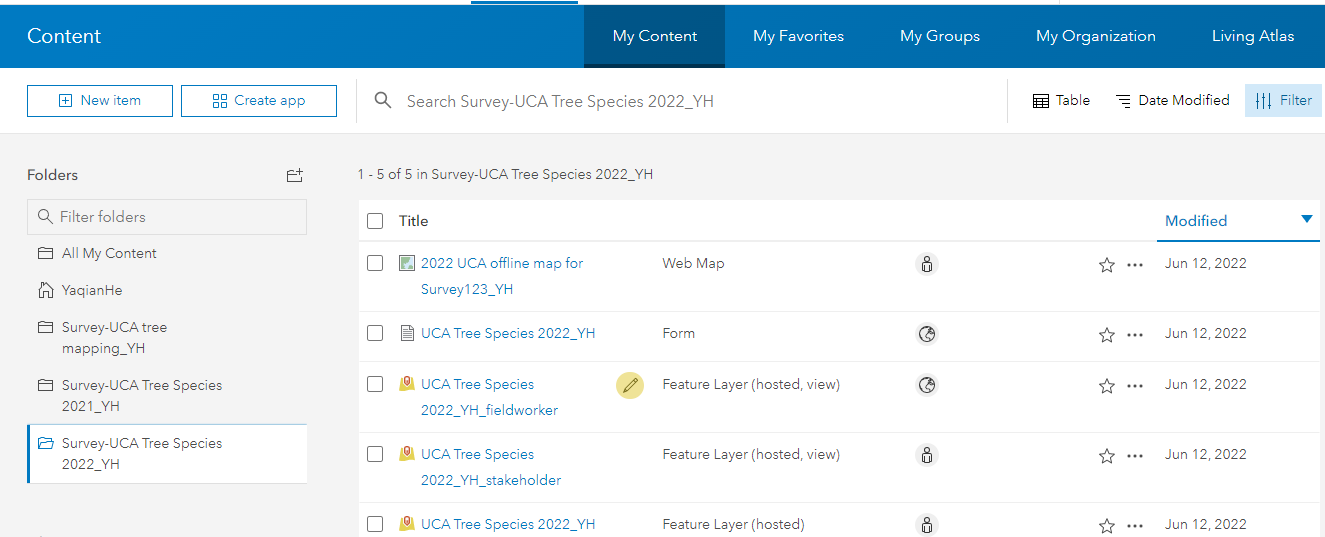 Content
My Content
My Favorites
My Groups
My Organization
Living Atlas
New item
Create app
Search Survey-UCA Tree Species 2022_YH
Table
Date Modified
Filter
Folders
Filter folders
All My Content
YaqianHe
Survey-UCA tree
mapping_YH
Survey-UCA Tree Species
2021_YH
Survey-UCA Tree Species
2022_YH
1 - 5 of 5 in Survey-UCA Tree Species 2022_YH
Title
Modified
2022 UCA offline map for
Survey123_YH
Web Map
Jun 12, 2022
UCA Tree Species 2022_YH
Form
Jun 12, 2022
UCA Tree Species
2022_YH_fieldworker
Feature Layer (hosted, view)
Jun 12, 2022
UCA Tree Species
2022_YH_stakeholder
Feature Layer (hosted, view)
Jun 12, 2022
UCA Tree Species 2022_YH
Feature Layer (hosted)
Jun 12, 2022